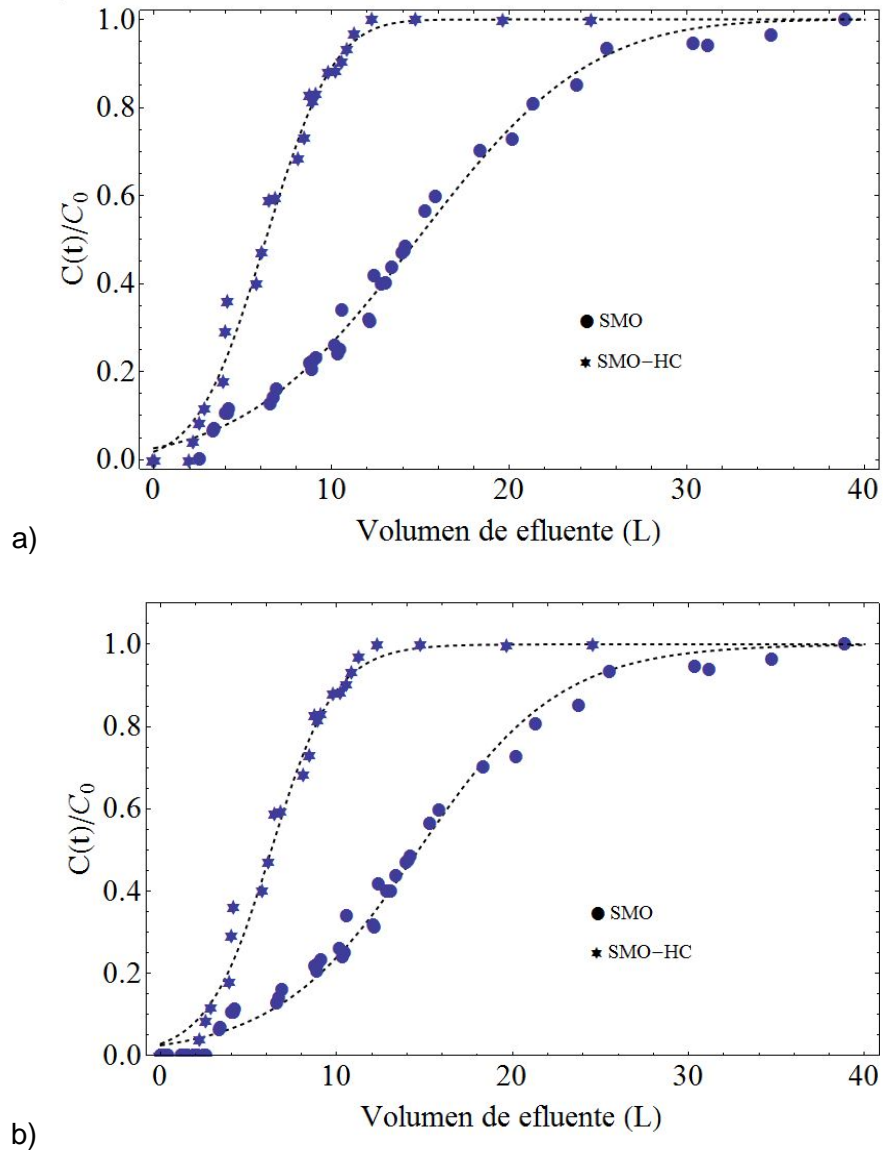 1.0
0.8
0.6
0.4
0.2
0.0
C(t)/C₀
0 10 20 30 40
Volumen de efluente (L)
SMO
SMO-HC
a)
1.0
0.8
0.6
0.4
0.2
0.0
C(t)/C₀
0 10 20 30 40
Volumen de efluente (L)
SMO
SMO-HC
b)